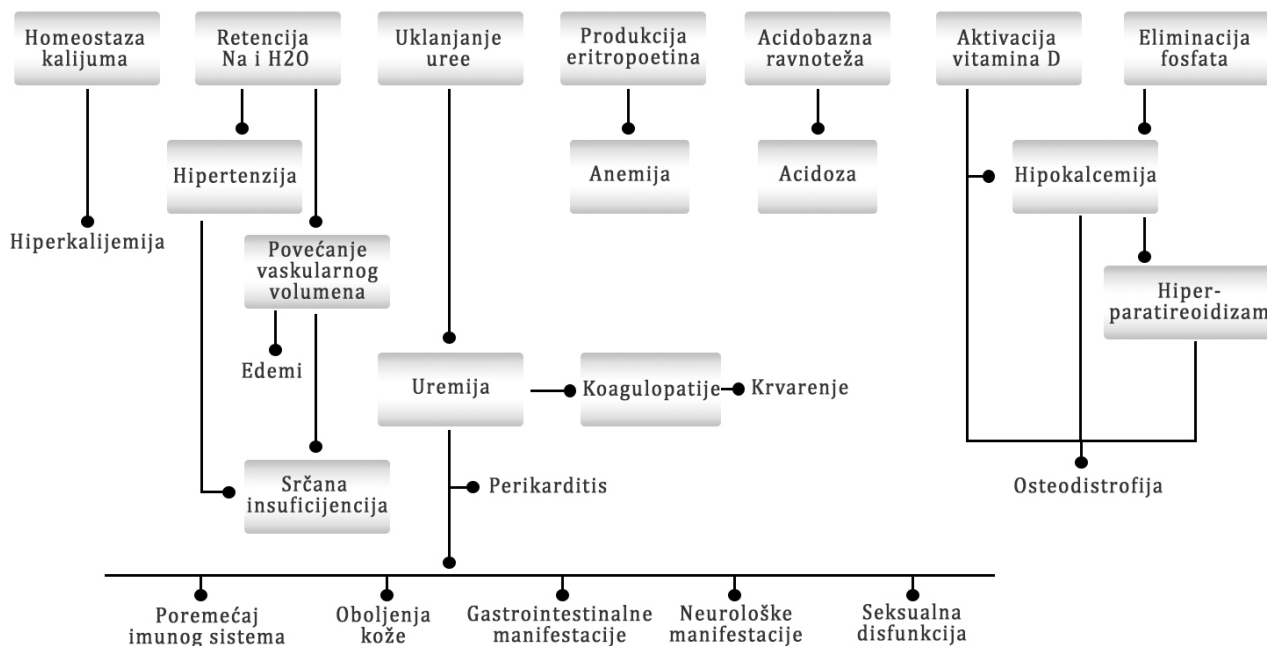 Homeostaza
kalijuma
Retencija
Na i H2O
Uklanjanje
uree
Produkcija
eritropoetina
Acidobazna
ravnoteža
Aktivacija
vitamina D
Eliminacija
fosfata
Hipertenzija
Anemija
Acidoza
Hipokalcemija
Hiperkalijemija
Povećanje
vaskularnog
volumena
Hiper-
paratireoidizam
Edemi
Uremija
Koagulopatije
Krvarenje
Srčana
insuficijencija
Perikarditis
Osteodistrofija
Poremećaj
imunog sistema
Oboljenja
kože
Gastrointestinalne
manifestacije
Neurološke
manifestacije
Seksualna
disfunkcija